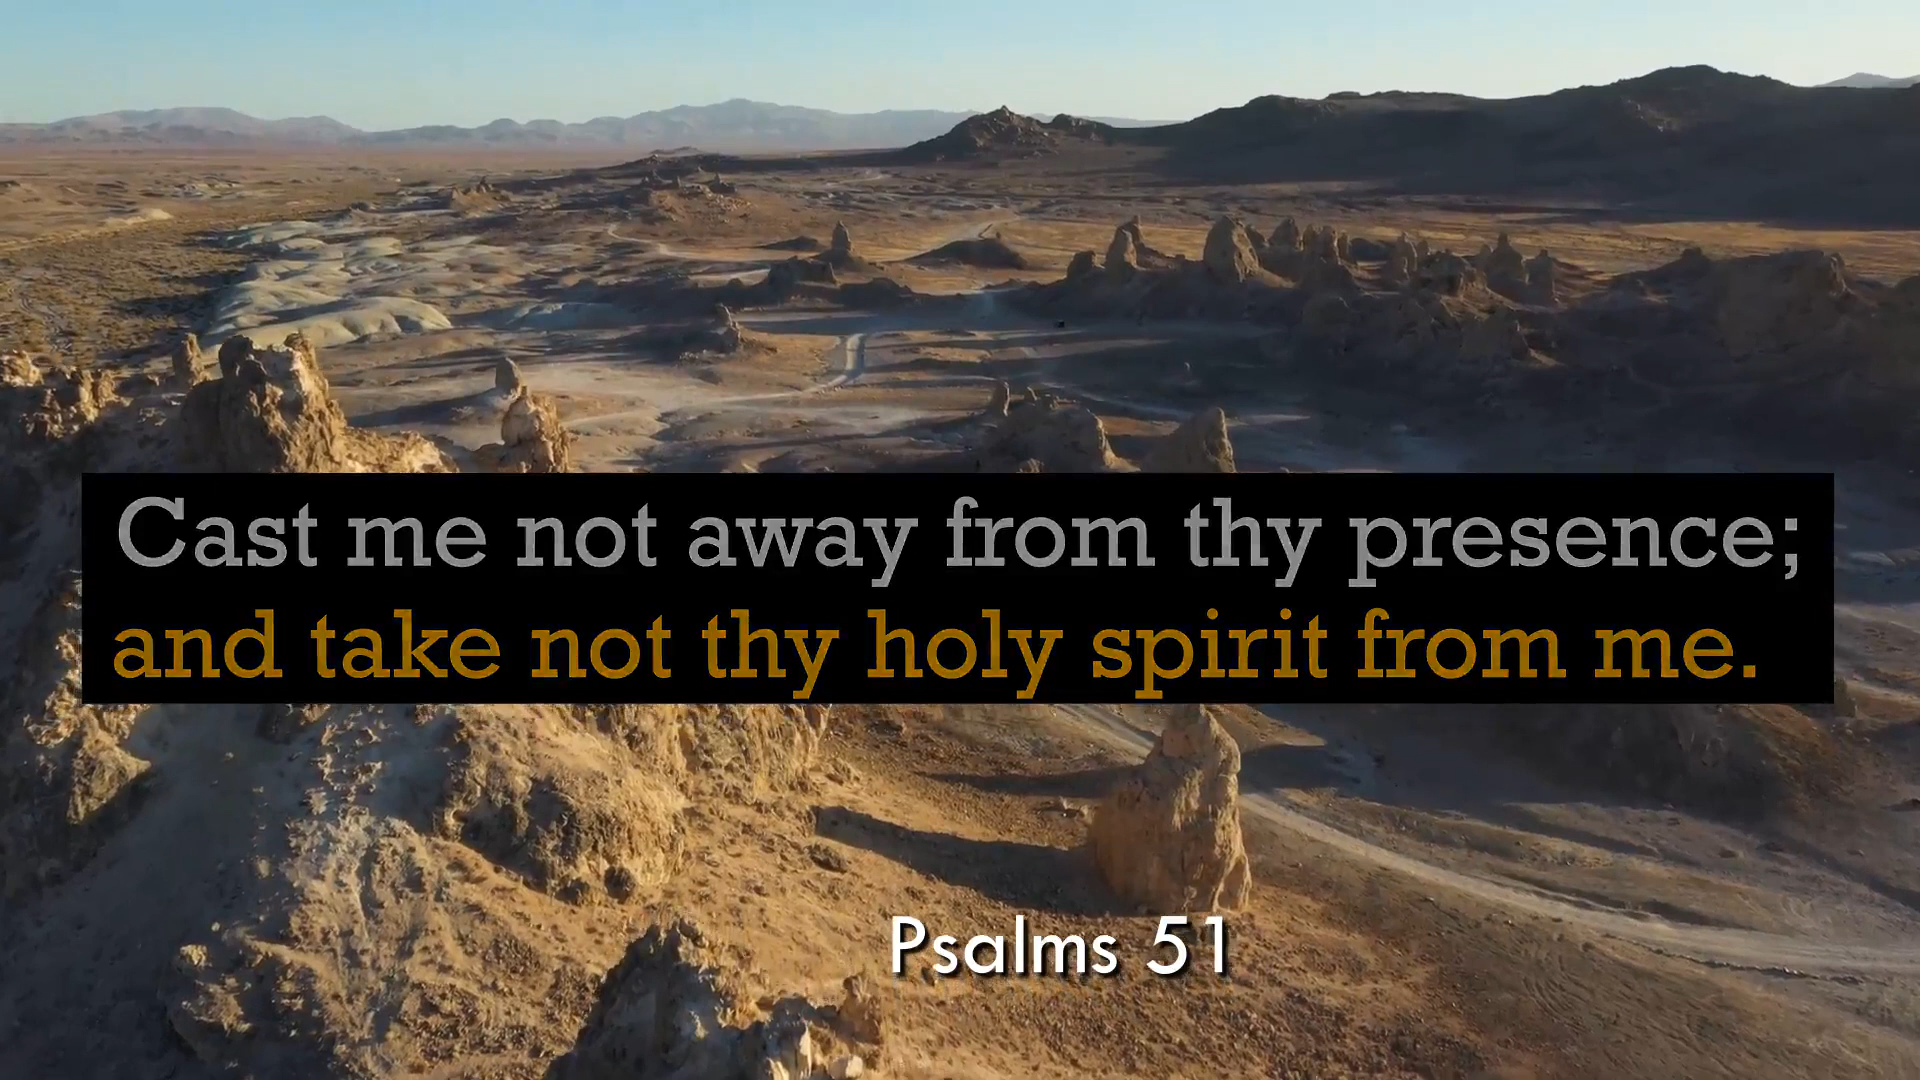 Cast me not away from thy presence;
and take not thy holy spirit from me.
Psalms 51